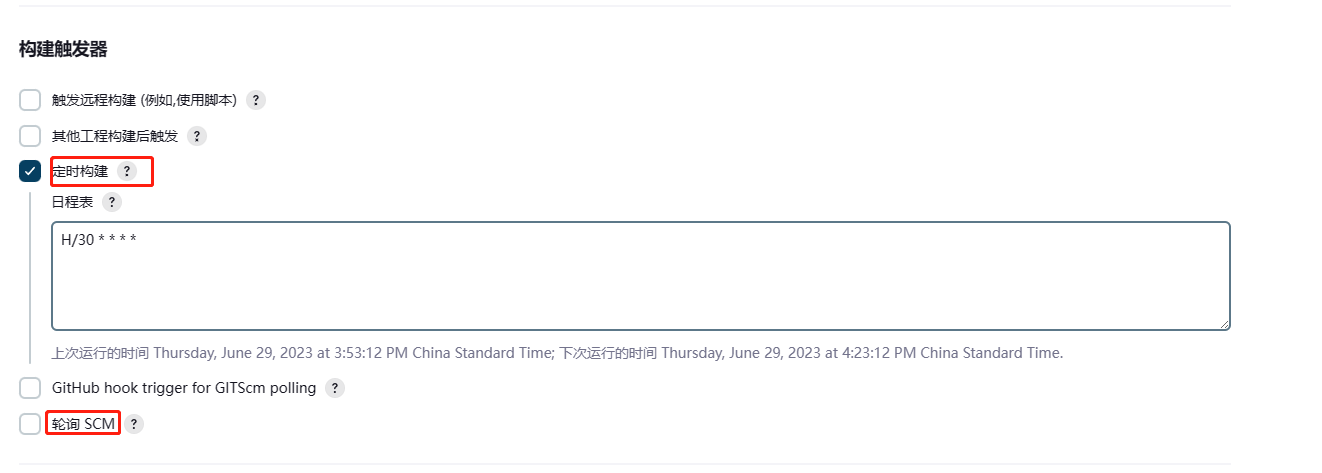 构建触发器
触发远程构建 (例如,使用脚本) ?
其他工程构建后触发 ?
定时构建 ?
日程表 ?
H/30 * * * *
上次运行的时间 Thursday, June 29, 2023 at 3:53:12 PM China Standard Time; 下次运行的时间 Thursday, June 29, 2023 at 4:23:12 PM China Standard Time.
GitHub hook trigger for GITScm polling ?
轮询 SCM ?